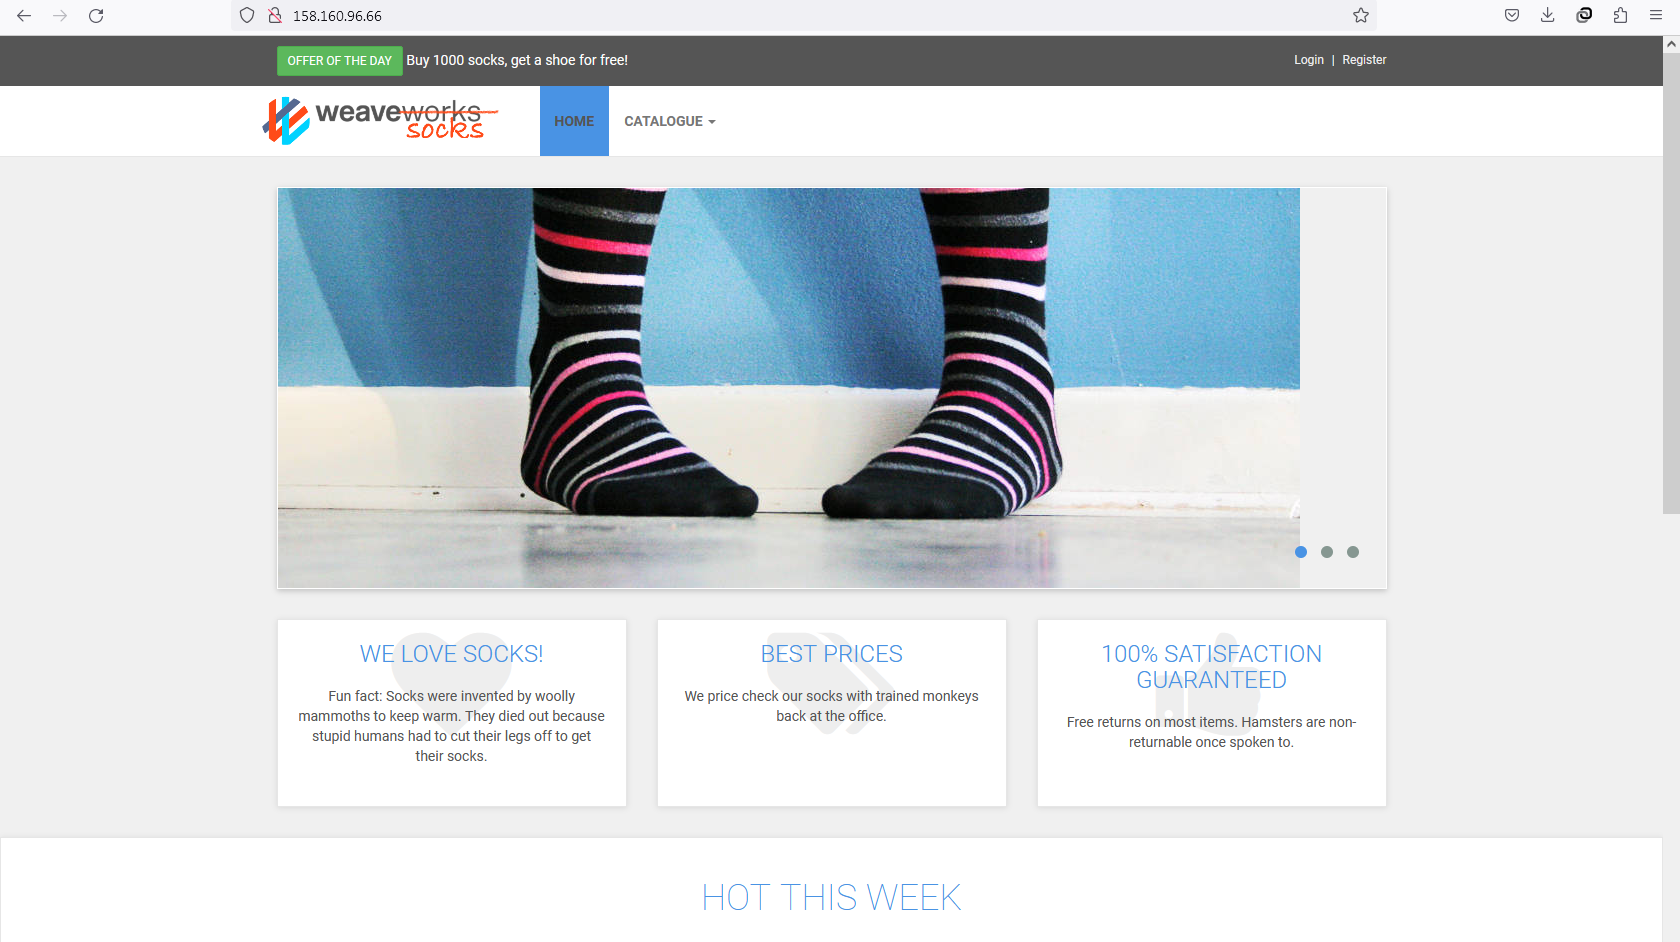 158.160.96.66
OFFER OF THE DAY Buy 1000 socks, get a shoe for free!
Login | Register
weaveworks
socks
HOME CATALOGUE
WE LOVE SOCKS!
Fun fact: Socks were invented by woolly
mammoths to keep warm. They died out because
stupid humans had to cut their legs off to get
their socks.
BEST PRICES
We price check our socks with trained monkeys
back at the office.
100% SATISFACTION
GUARANTEED
Free returns on most items. Hamsters are non-
returnable once spoken to.
HOT THIS WEEK